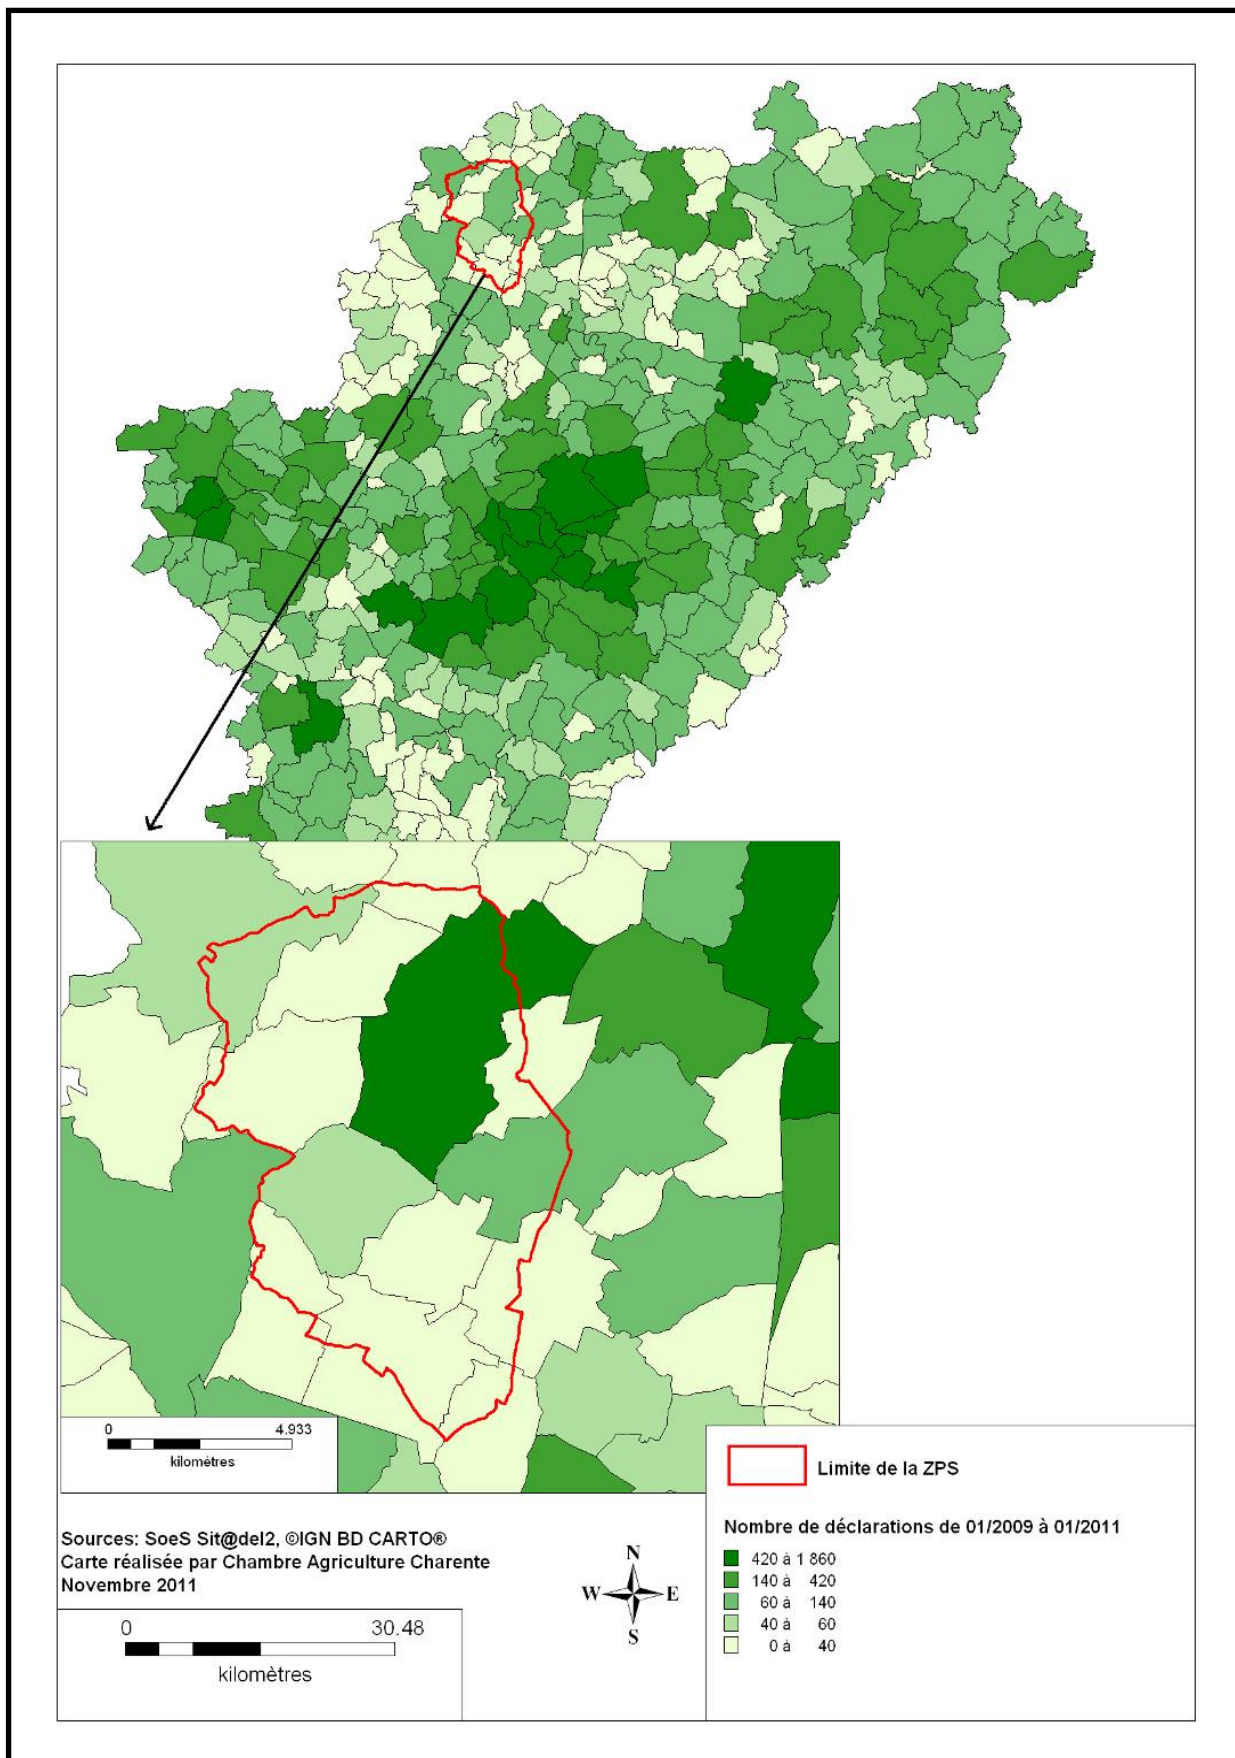 0 4.933
kilomètres
Limite de la ZPS
Nombre de déclarations de 01/2009 à 01/2011
420 à 1 860
140 à 420
60 à 140
40 à 60
0 à 40
Sources: SoeS Sit@del2, ©IGN BD CARTO®
Carte réalisée par Chambre Agriculture Charente
Novembre 2011
N
W E
S
0 30.48
kilomètres